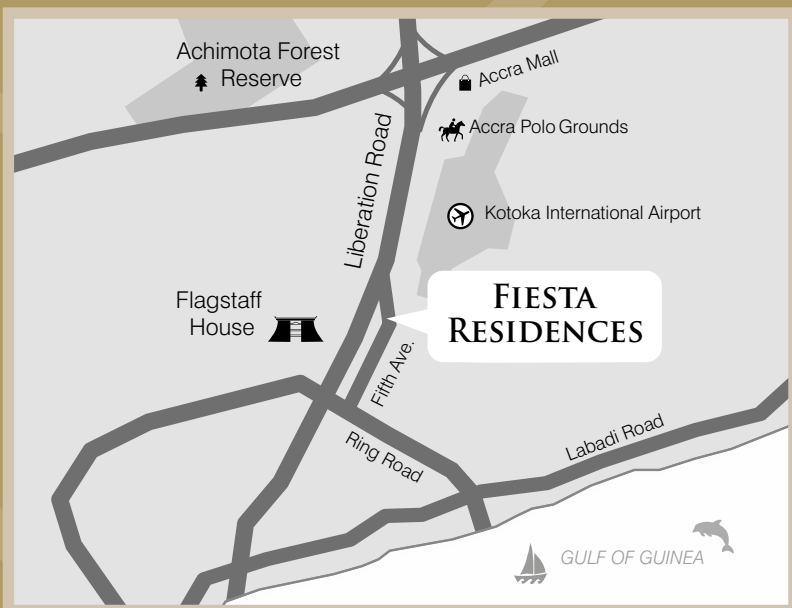 Achimota Forest
Reserve
Accra Mall
Accra Polo Grounds
Liberation Road
Kotoka International Airport
Flagstaff
House
FIESTA
RESIDENCES
Fifth Ave.
Ring Road
Labadi Road
GULF OF GUINEA